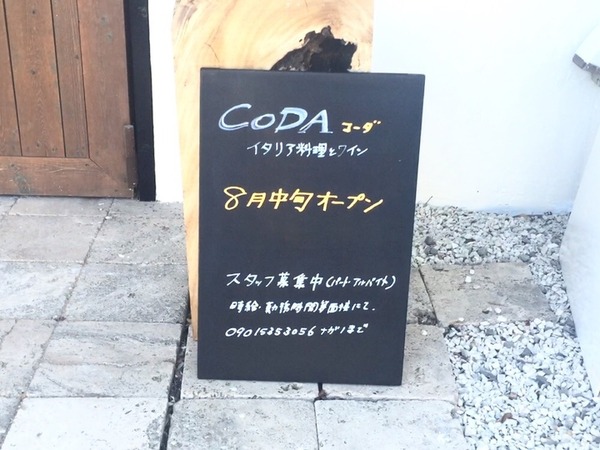 CODA コーダ
イタリア料理とワイン
8月中旬オープン
スタッフ募集中(パートアルバイト)
時給・勤務時間等面接にて.
09015353056 ナガノまで